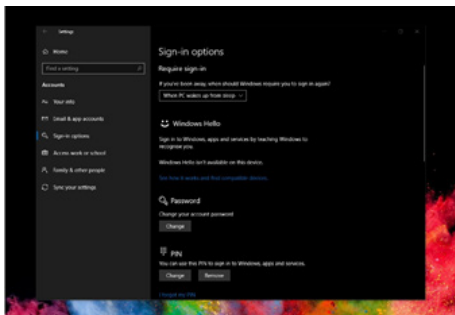 Settings
Home
Find a setting
Accounts
Your info
Email & app accounts
Sign-in options
Access work or school
Family & other people
Sync your settings
Sign-in options
Require sign-in
If you've been away, when should Windows require you to sign in again?
When PC wakes up from sleep
Windows Hello
Sign in to Windows, apps and services by teaching Windows to
recognize you.
Windows Hello isn't available on this device.
See how it works and find compatible devices.
Password
Change your account password
Change
PIN
You can use this PIN to sign in to Windows, apps and services.
Change Remove
I forgot my PIN